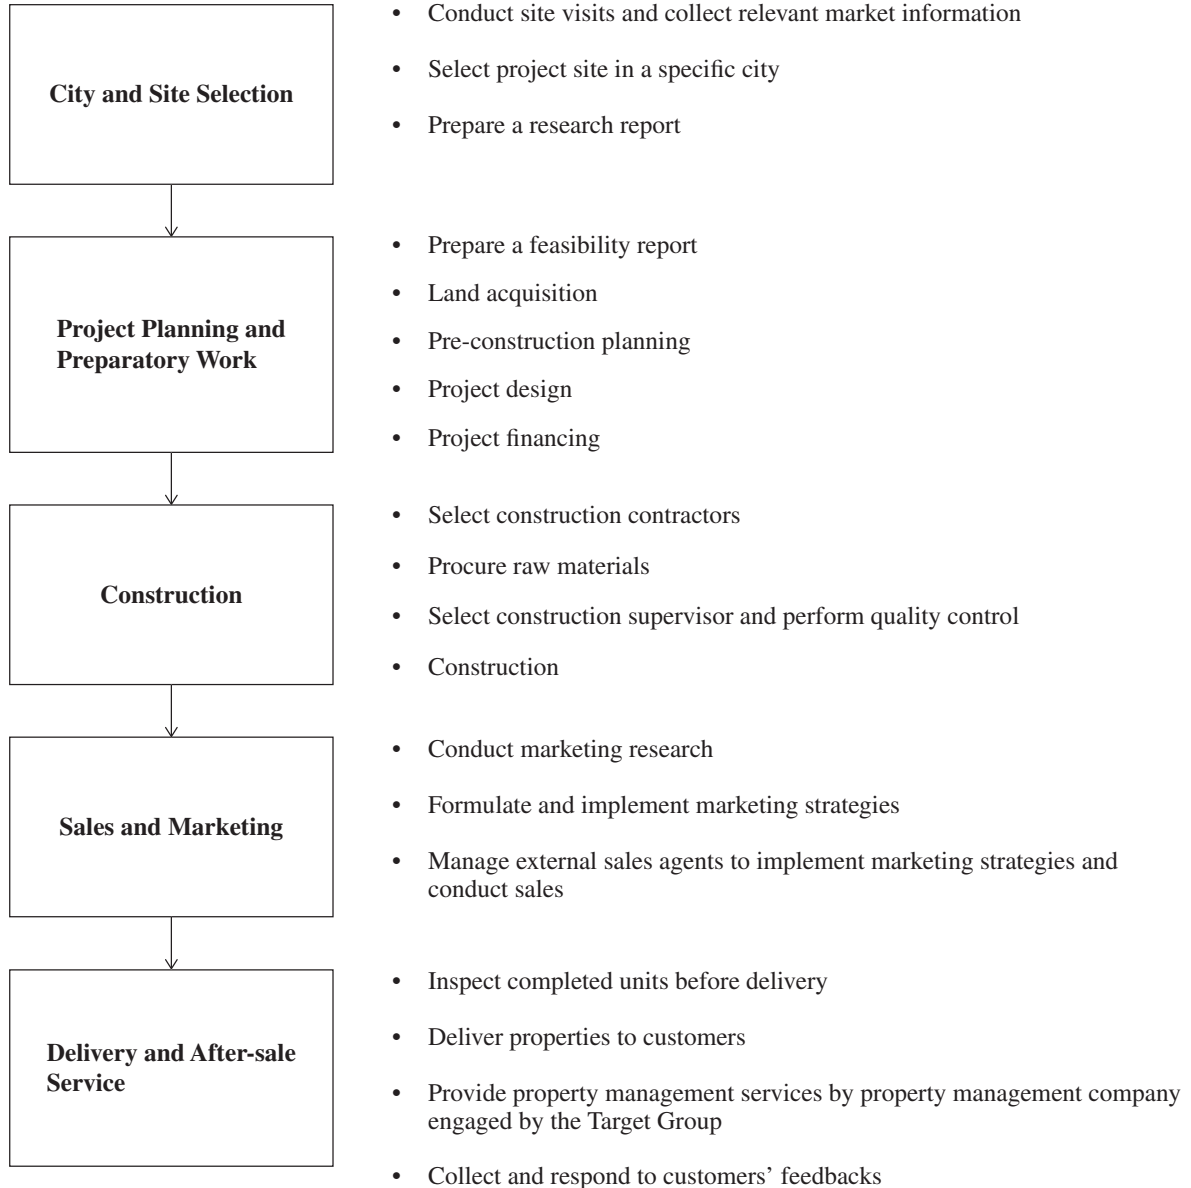 • Conduct site visits and collect relevant market information
City and Site Selection
• Select project site in a specific city
• Prepare a research report
Project Planning and
Preparatory Work
• Prepare a feasibility report
• Land acquisition
• Pre-construction planning
• Project design
• Project financing
Construction
• Select construction contractors
• Procure raw materials
• Select construction supervisor and perform quality control
• Construction
Sales and Marketing
• Conduct marketing research
• Formulate and implement marketing strategies
• Manage external sales agents to implement marketing strategies and
conduct sales
Delivery and After-sale
Service
• Inspect completed units before delivery
• Deliver properties to customers
• Provide property management services by property management company
engaged by the Target Group
• Collect and respond to customers’ feedbacks